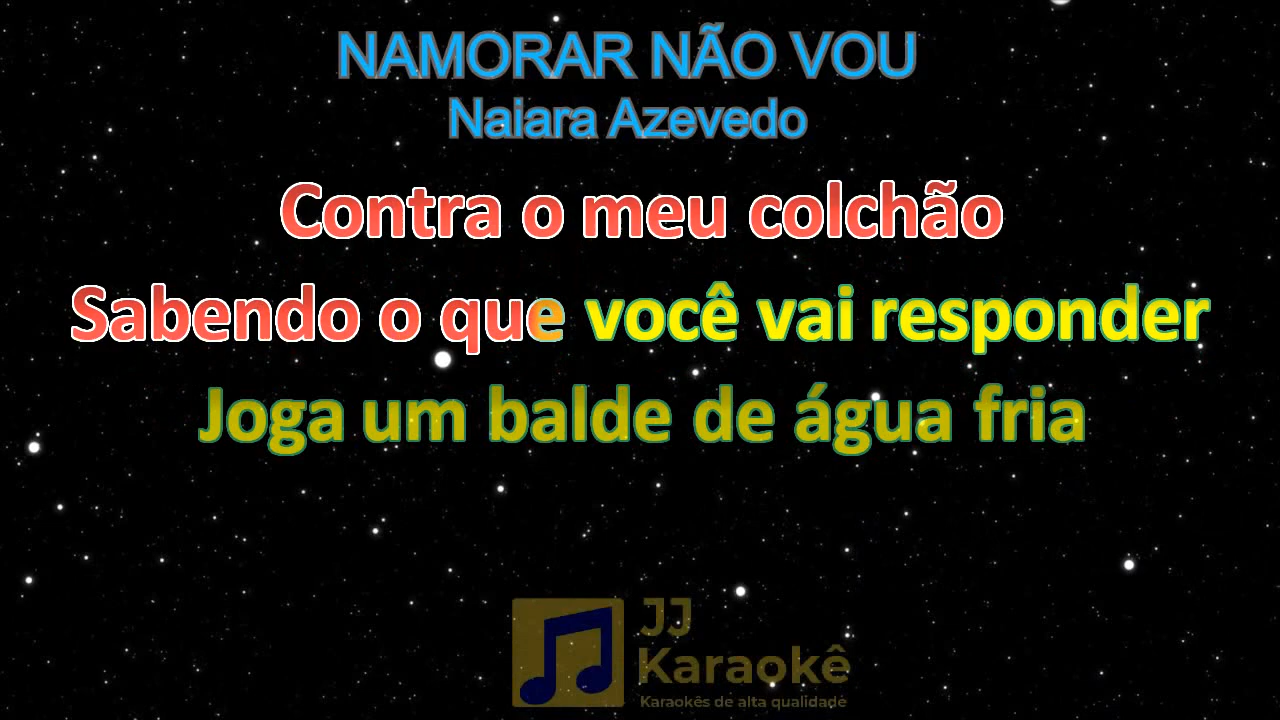 NAMORAR NÃO VOU
Naiara Azevedo
Contra o meu colchão
Sabendo o que você vai responder
Joga um balde de água fria
JJ
Karaokê
Karaokês de alta qualidade